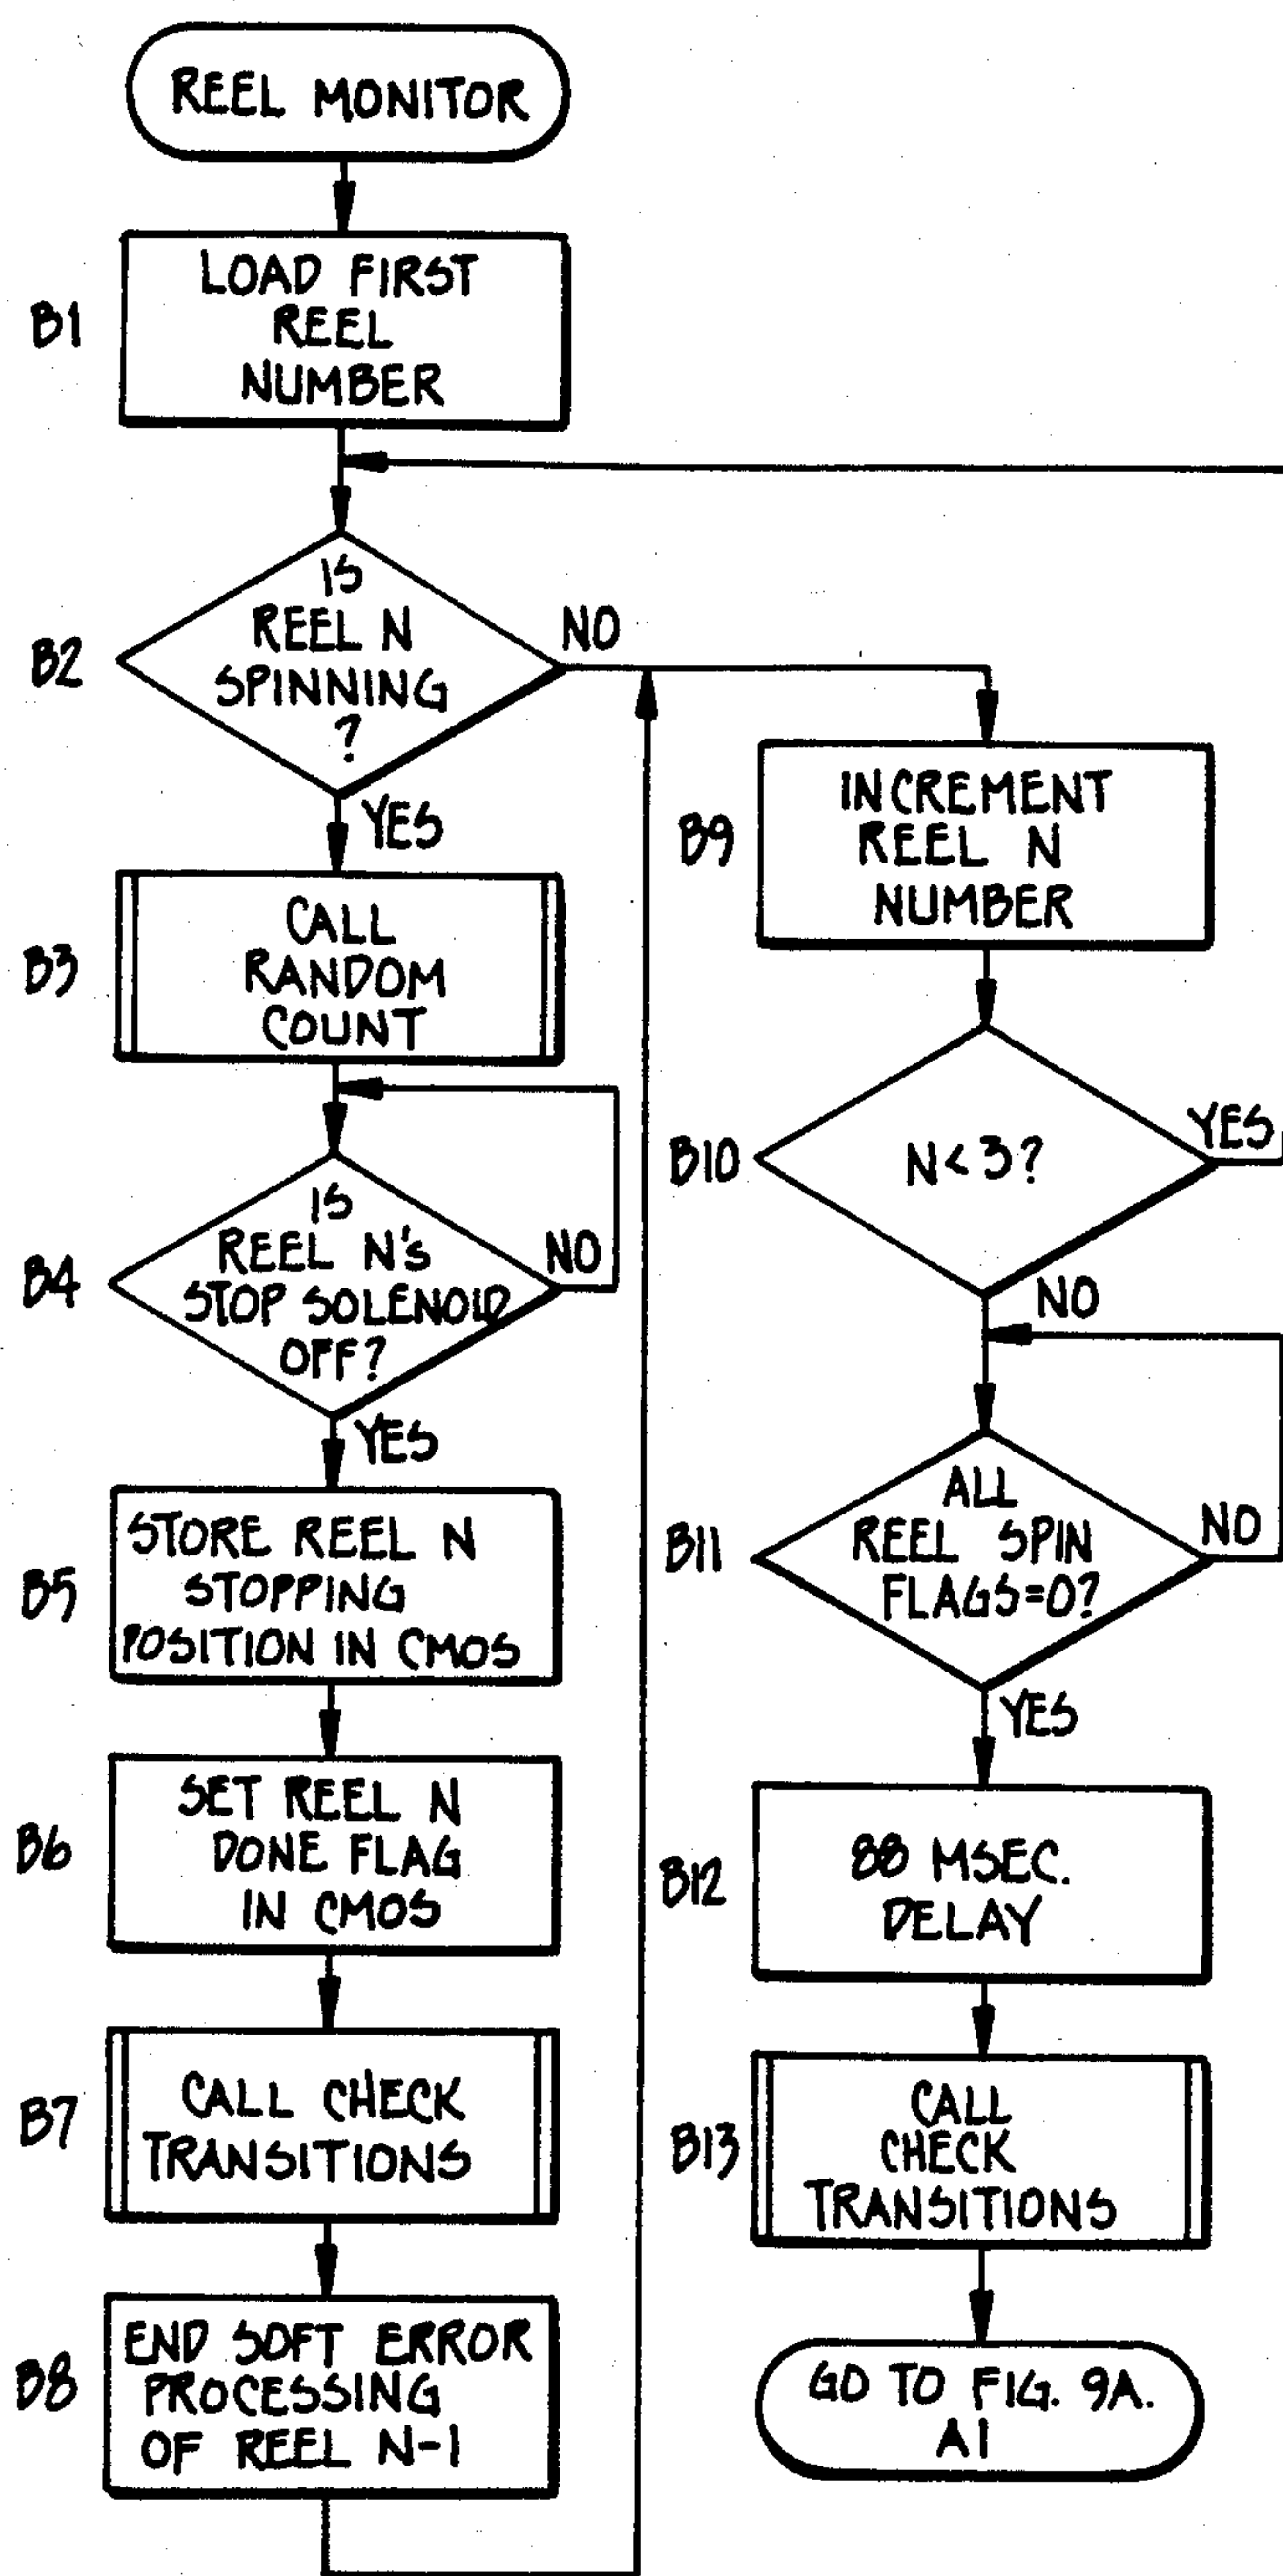 REEL MONITOR
B1
LOAD FIRST
REEL
NUMBER
B2
IS
REEL N
SPINNING
?
NO
YES
B3
CALL
RANDOM
COUNT
B4
IS
REEL N'S
STOP SOLENOID
OFF?
NO
YES
B5
STORE REEL N
STOPPING
POSITION IN CMOS
B6
SET REEL N
DONE FLAG
IN CMOS
B7
CALL CHECK
TRANSITIONS
B8
END SOFT ERROR
PROCESSING
OF REEL N-1
B9
INCREMENT
REEL N
NUMBER
B10
N<3?
YES
NO
B11
ALL
REEL SPIN
FLAGS=0?
NO
YES
B12
88 MSEC.
DELAY
B13
CALL
CHECK
TRANSITIONS
GO TO FIG. 9A.
A1